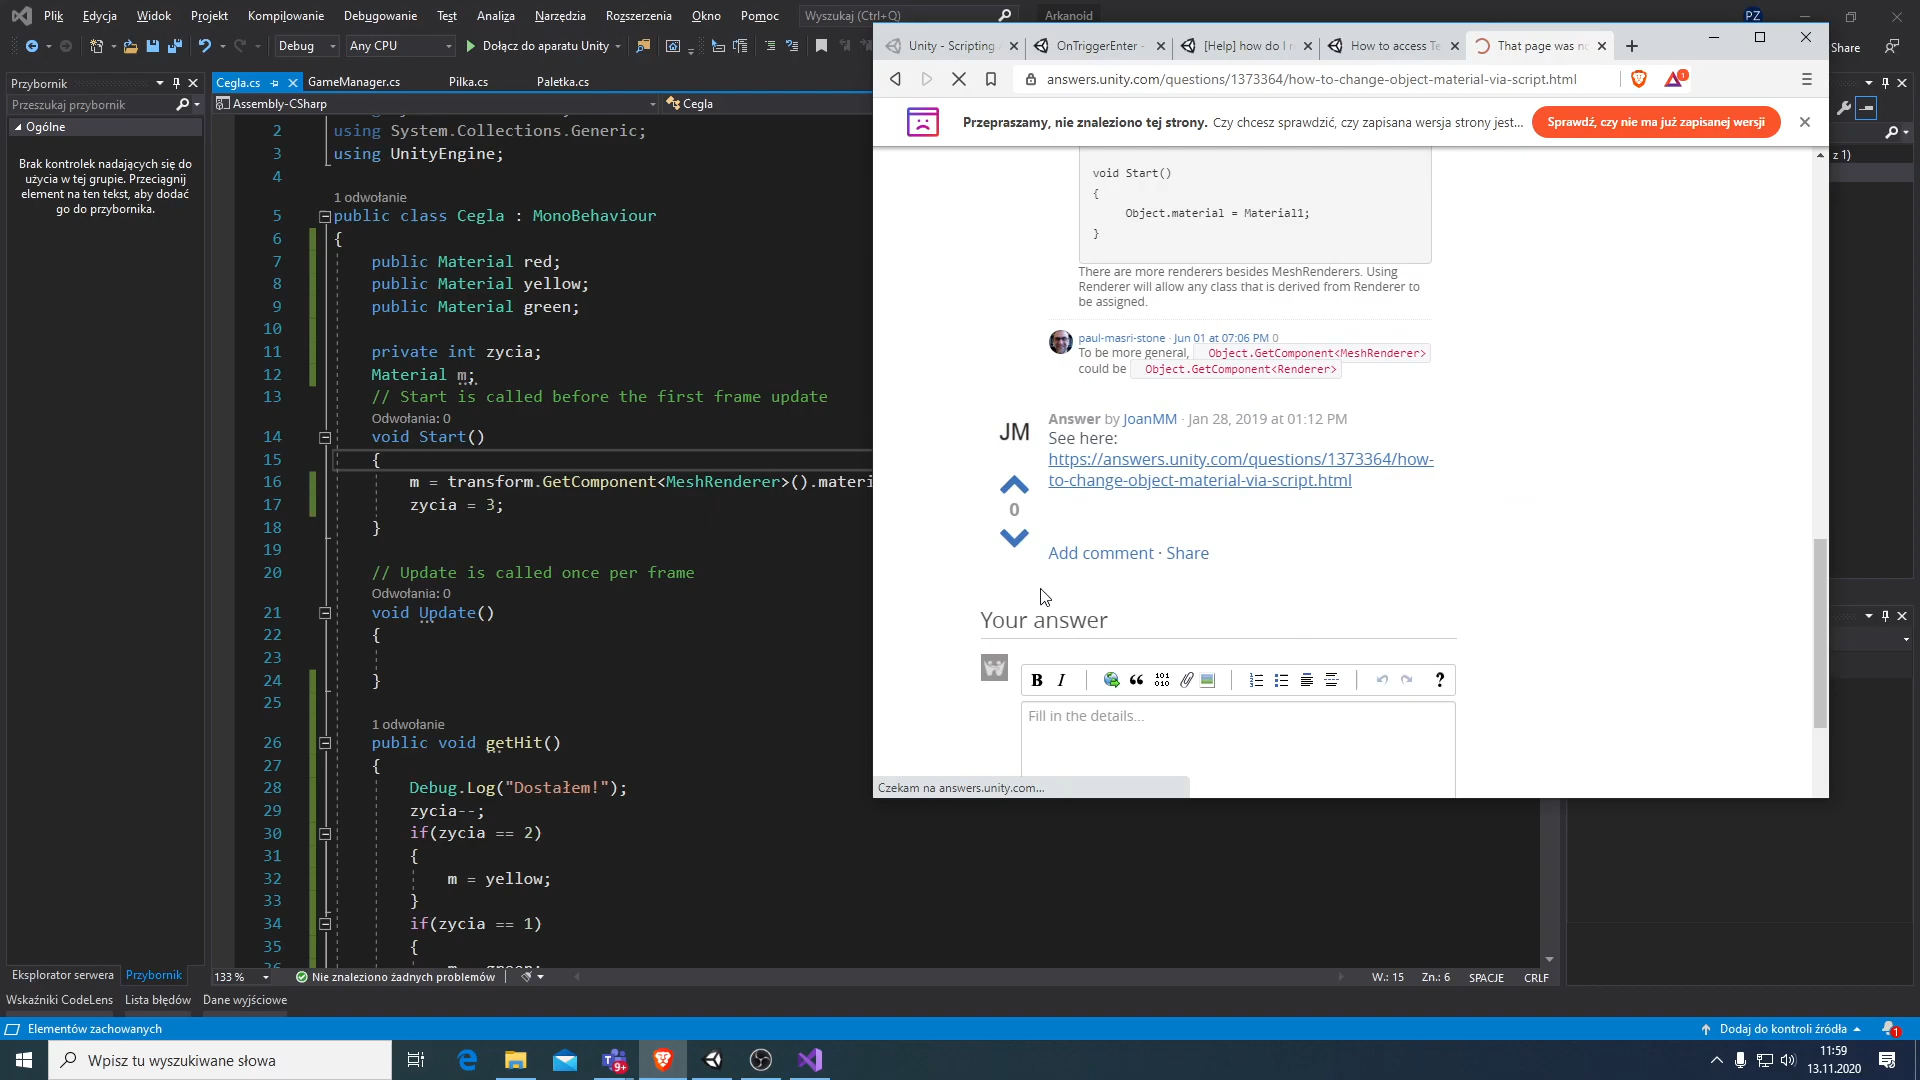 Plik Edycja Widok Projekt Kompilowanie Debugowanie Test Analiza Narzędzia Rozszerzenia Okno Pomoc Wyszukaj (Ctrl+Q) Arkanoid PZ
Debug Any CPU Dołącz do aparatu Unity Share
Przybornik
Przeszukaj przybornik
Ogólne
Brak kontrolek nadających się do
użycia w tej grupie. Przeciągnij
element na ten tekst, aby dodać
go do przybornika.
Cegla.cs GameManager.cs Pilka.cs Paletka.cs
Assembly-CSharp Cegla
2 using System.Collections.Generic;
3 using UnityEngine;
4
1 odwołanie
5 public class Cegla : MonoBehaviour
6 {
7 public Material red;
8 public Material yellow;
9 public Material green;
10
11 private int zycia;
12 Material m;
13 // Start is called before the first frame update
Odwołania: 0
14 void Start()
15 {
16 m = transform.GetComponent<MeshRenderer>().materi
17 zycia = 3;
18 }
19
20 // Update is called once per frame
Odwołania: 0
21 void Update()
22 {
23
24 }
25
1 odwołanie
26 public void getHit()
27 {
28 Debug.Log("Dostałem!");
29 zycia--;
30 if(zycia == 2)
31 {
32 m = yellow;
33 }
34 if(zycia == 1)
35 {
Unity - Scripting OnTriggerEnter - [Help] how do I How to access Te That page was no
answers.unity.com/questions/1373364/how-to-change-object-material-via-script.html 1
Przepraszamy, nie znaleziono tej strony. Czy chcesz sprawdzić, czy zapisana wersja strony jest... Sprawdź, czy nie ma już zapisanej wersji
z 1)
void Start()
{
Object.material = Material1;
}
There are more renderers besides MeshRenderers. Using
Renderer will allow any class that is derived from Renderer to
be assigned.
paul-masri-stone · Jun 01 at 07:06 PM 0
To be more general, Object.GetComponent<MeshRenderer>
could be Object.GetComponent<Renderer>
JM
Answer by JoanMM · Jan 28, 2019 at 01:12 PM
See here:
https://answers.unity.com/questions/1373364/how-
to-change-object-material-via-script.html
0
Add comment · Share
Your answer
B I 101 010 ?
Fill in the details...
Czekam na answers.unity.com...
133 % Nie znaleziono żadnych problemów W.: 15 Zn.: 6 SPACJE CRLF
Eksplorator serwera Przybornik
Wskaźniki CodeLens Lista błędów Dane wyjściowe
Elementów zachowanych Dodaj do kontroli źródła 1
Wpisz tu wyszukiwane słowa 9+
11:59
13.11.2020